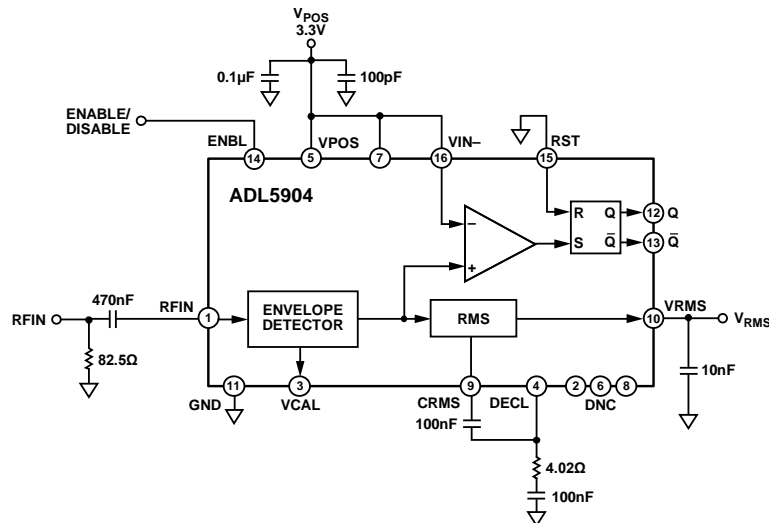 VPOS
3.3V
0.1µF
100pF
ENABLE/
DISABLE
ENBL
VPOS
VIN–
RST
14
5
7
16
15
ADL5904
R
Q
12
Q
S
Q̅
13
Q̅
–
+
470nF
RFIN
RFIN
1
ENVELOPE
DETECTOR
RMS
VRMS
10
VRMS
82.5Ω
10nF
11
3
9
4
2
6
8
GND
VCAL
CRMS
DECL
DNC
100nF
4.02Ω
100nF